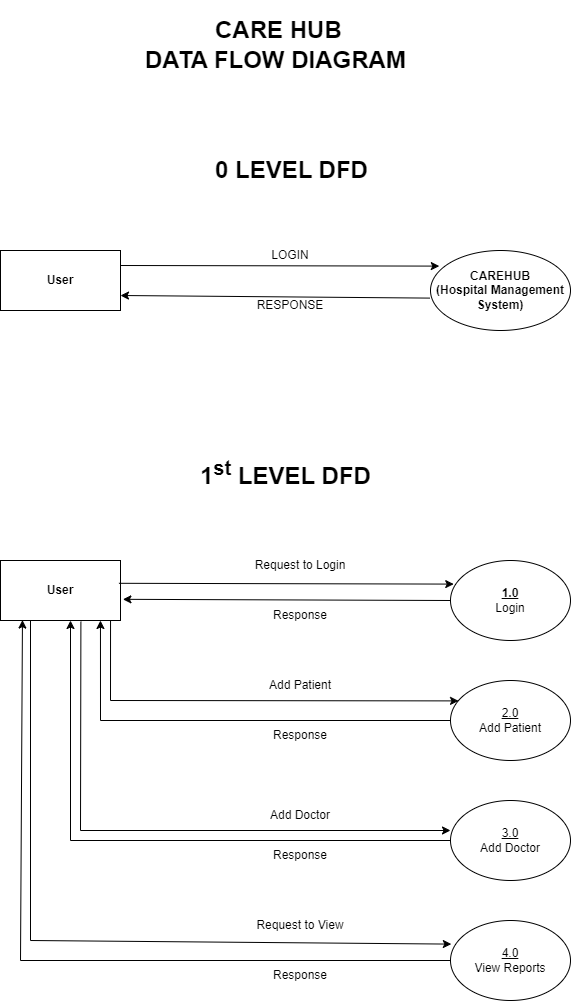 CARE HUB
DATA FLOW DIAGRAM
0 LEVEL DFD
LOGIN
User
CAREHUB
(Hospital Management
System)
RESPONSE
1st LEVEL DFD
Request to Login
User
1.0
Login
Response
Add Patient
2.0
Add Patient
Response
Add Doctor
3.0
Add Doctor
Response
Request to View
4.0
View Reports
Response